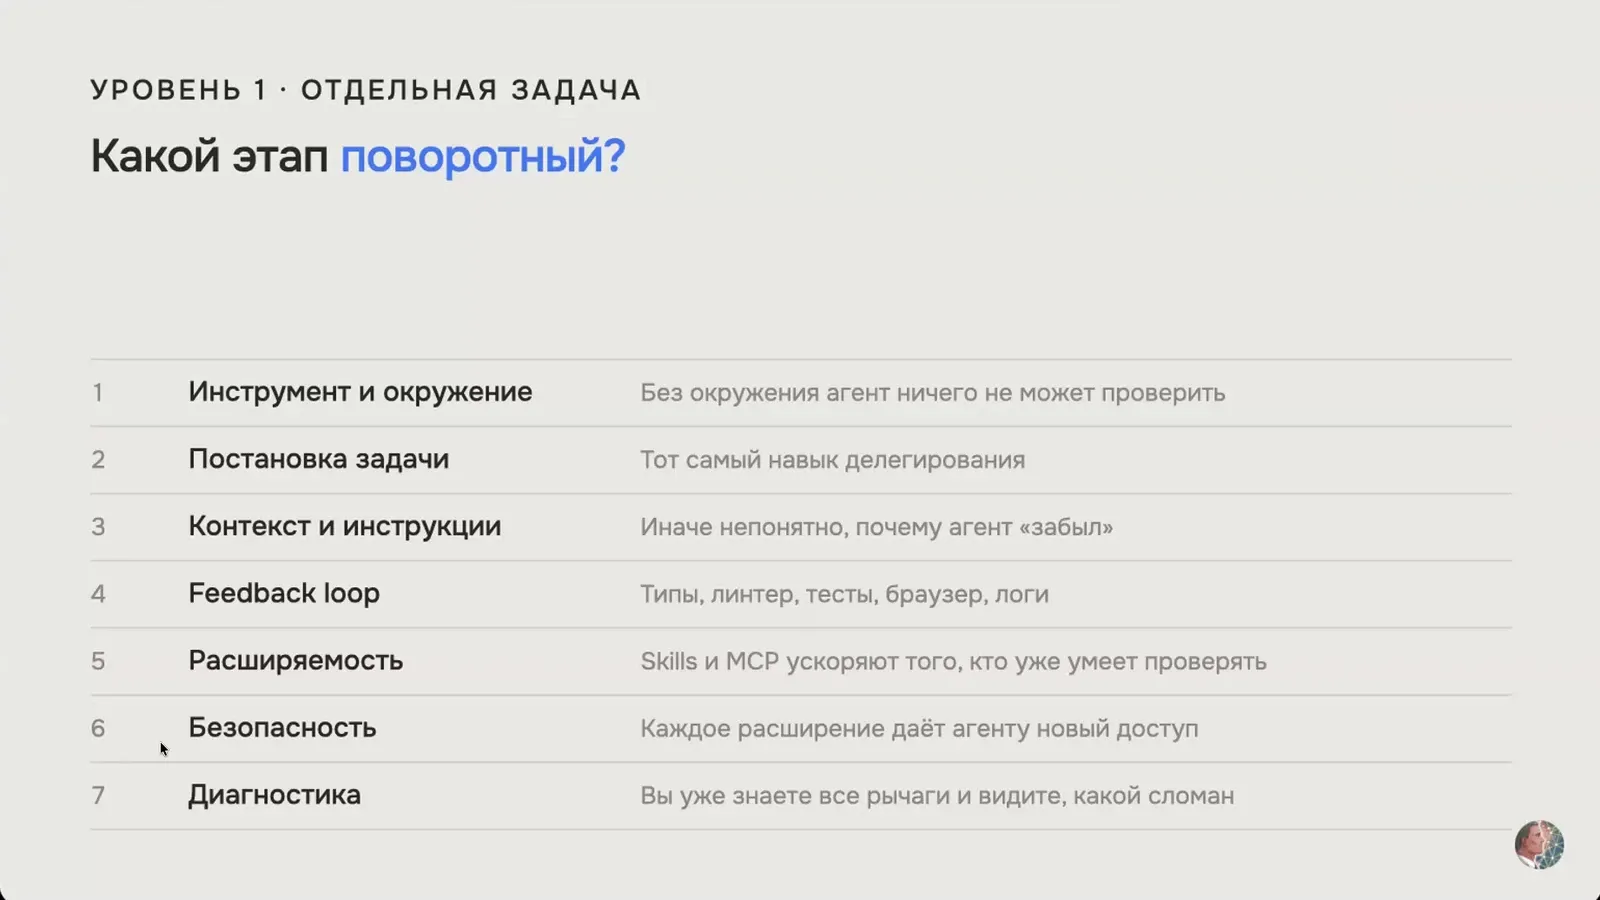 УРОВЕНЬ 1 · ОТДЕЛЬНАЯ ЗАДАЧА
Какой этап поворотный?
1 Инструмент и окружение Без окружения агент ничего не может проверить
2 Постановка задачи Тот самый навык делегирования
3 Контекст и инструкции Иначе непонятно, почему агент «забыл»
4 Feedback loop Типы, линтер, тесты, браузер, логи
5 Расширяемость Skills и MCP ускоряют того, кто уже умеет проверять
6 Безопасность Каждое расширение даёт агенту новый доступ
7 Диагностика Вы уже знаете все рычаги и видите, какой сломан